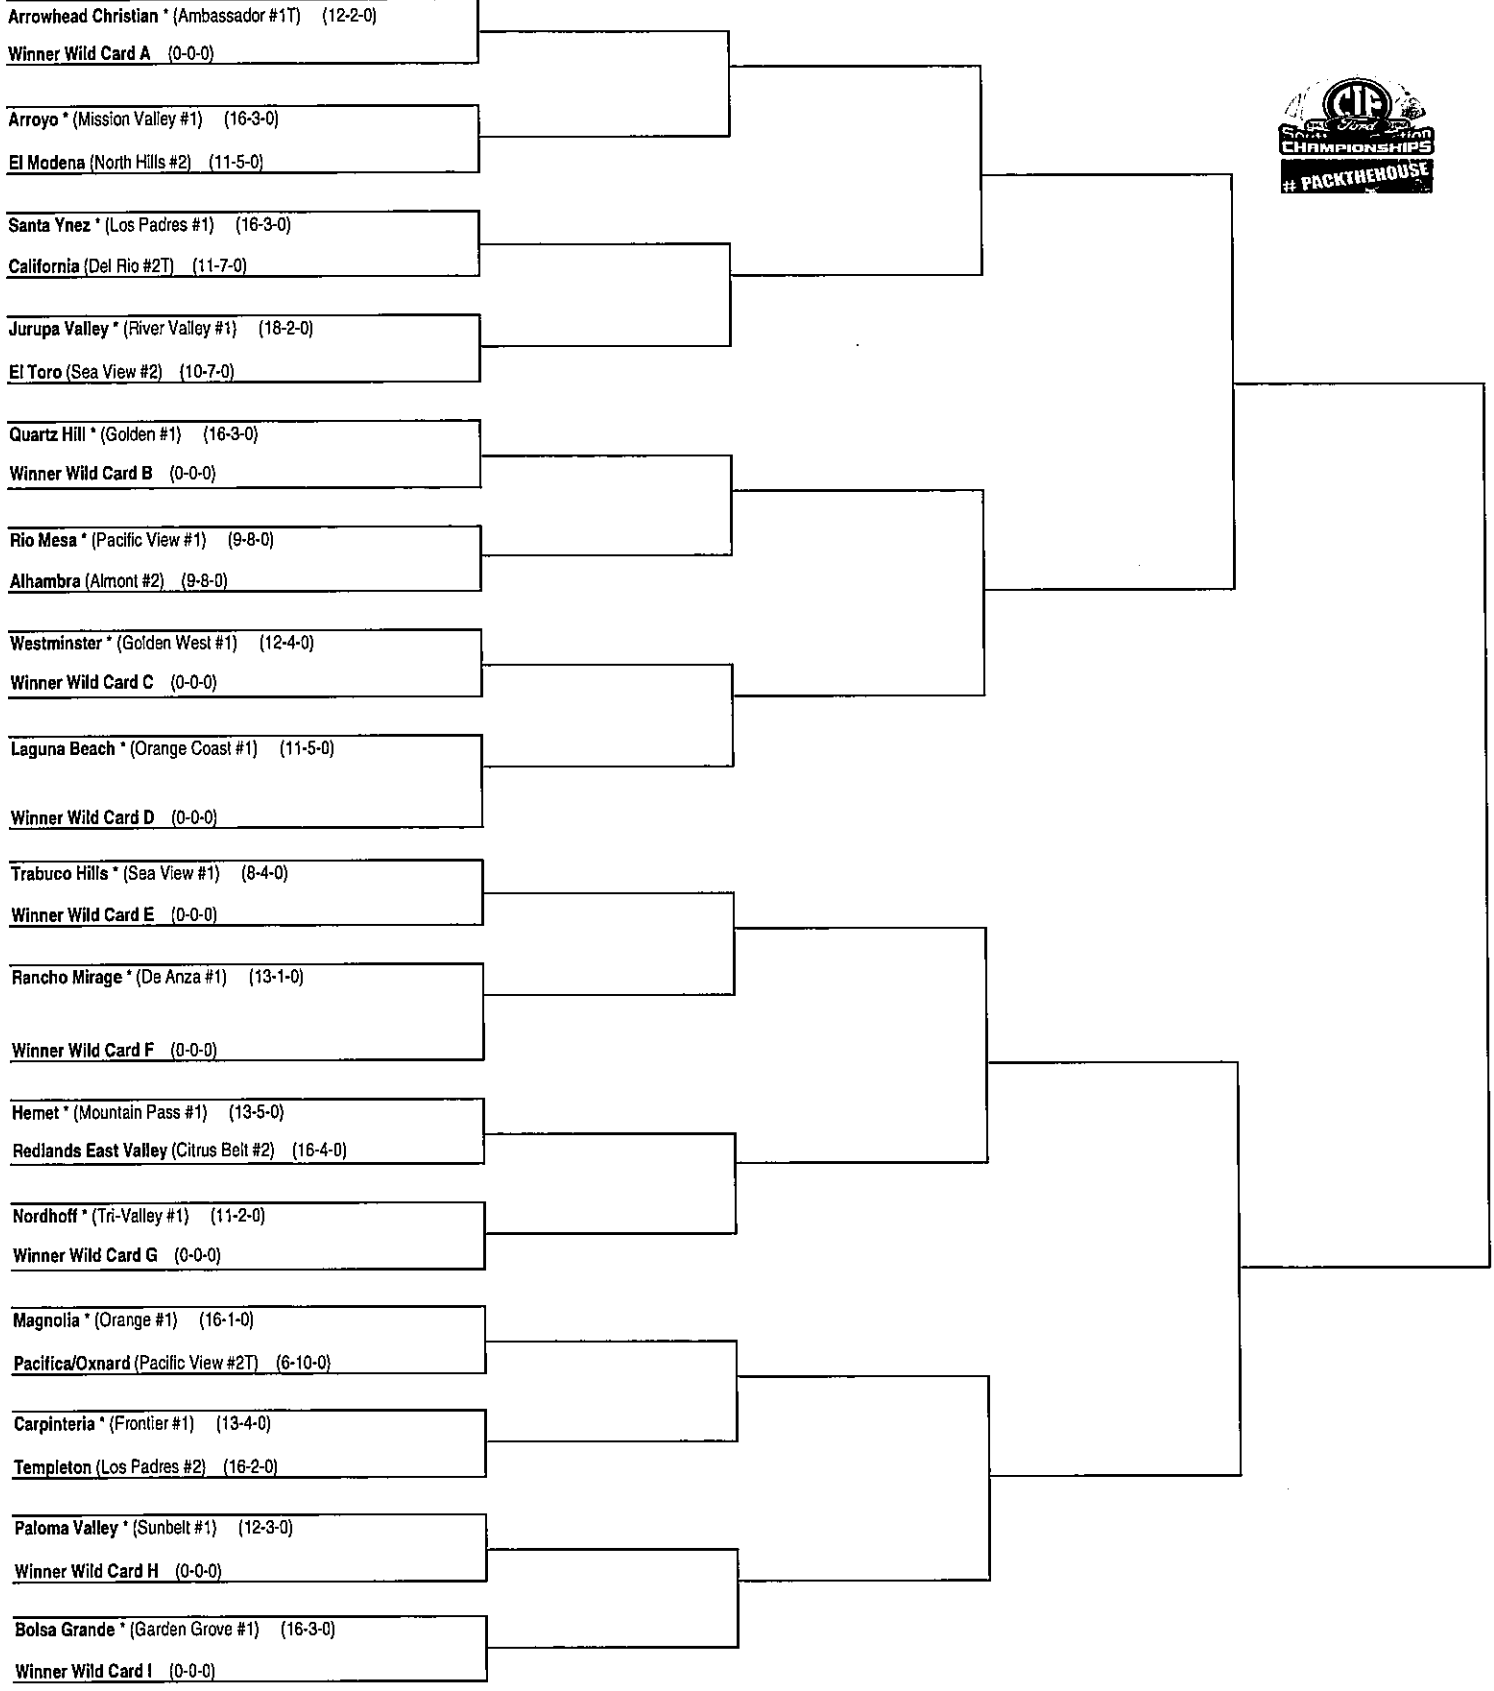 Arrowhead Christian * (Ambassador #1T) (12-2-0)
Winner Wild Card A (0-0-0)
Arroyo * (Mission Valley #1) (16-3-0)
El Modena (North Hills #2) (11-5-0)
Santa Ynez * (Los Padres #1) (16-3-0)
California (Del Rio #2T) (11-7-0)
Jurupa Valley * (River Valley #1) (18-2-0)
El Toro (Sea View #2) (10-7-0)
Quartz Hill * (Golden #1) (16-3-0)
Winner Wild Card B (0-0-0)
Rio Mesa * (Pacific View #1) (9-8-0)
Alhambra (Almont #2) (9-8-0)
Westminster * (Golden West #1) (12-4-0)
Winner Wild Card C (0-0-0)
Laguna Beach * (Orange Coast #1) (11-5-0)
Winner Wild Card D (0-0-0)
Trabuco Hills * (Sea View #1) (8-4-0)
Winner Wild Card E (0-0-0)
Rancho Mirage * (De Anza #1) (13-1-0)
Winner Wild Card F (0-0-0)
Hemet * (Mountain Pass #1) (13-5-0)
Redlands East Valley (Citrus Belt #2) (16-4-0)
Nordhoff * (Tri-Valley #1) (11-2-0)
Winner Wild Card G (0-0-0)
Magnolia * (Orange #1) (16-1-0)
Pacifica/Oxnard (Pacific View #2T) (6-10-0)
Carpinteria * (Frontier #1) (13-4-0)
Templeton (Los Padres #2) (16-2-0)
Paloma Valley * (Sunbelt #1) (12-3-0)
Winner Wild Card H (0-0-0)
Bolsa Grande * (Garden Grove #1) (16-3-0)
Winner Wild Card I (0-0-0)
CIF
Ford
CHAMPIONSHIPS
# PACKTHEHOUSE